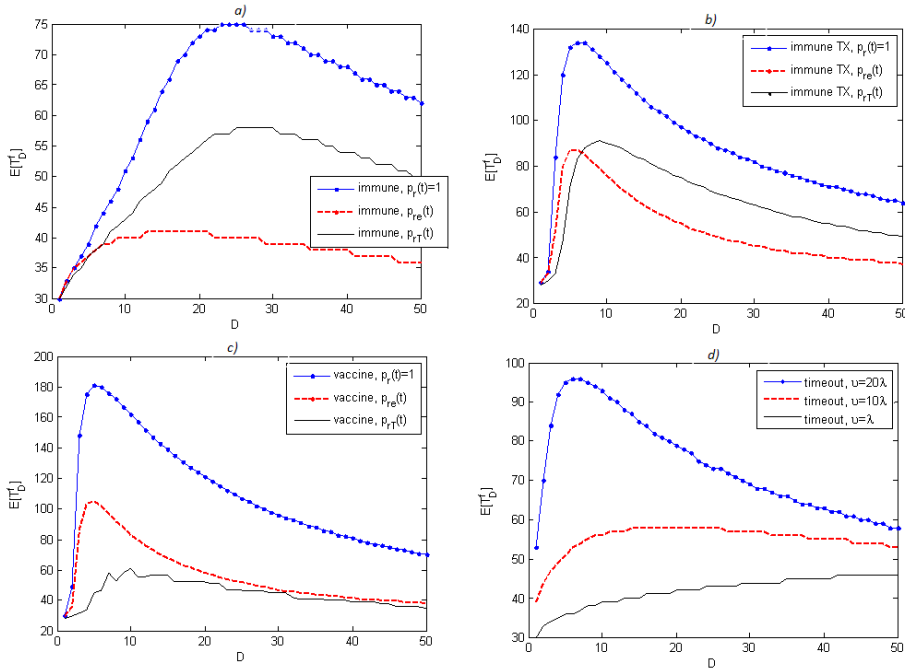 a)
75
70
65
60
55
50
45
40
35
30
0
10
20
30
40
50
E[T_D^f]
D
immune, p_r(t)=1
immune, p_re(t)
immune, p_rT(t)
b)
140
120
100
80
60
40
20
0
10
20
30
40
50
E[T_D^f]
D
immune TX, p_r(t)=1
immune TX, p_re(t)
immune TX, p_rT(t)
c)
200
180
160
140
120
100
80
60
40
20
0
10
20
30
40
50
E[T_D^f]
D
vaccine, p_r(t)=1
vaccine, p_re(t)
vaccine, p_rT(t)
d)
100
90
80
70
60
50
40
30
0
10
20
30
40
50
E[T_D^f]
D
timeout, υ=20λ
timeout, υ=10λ
timeout, υ=λ